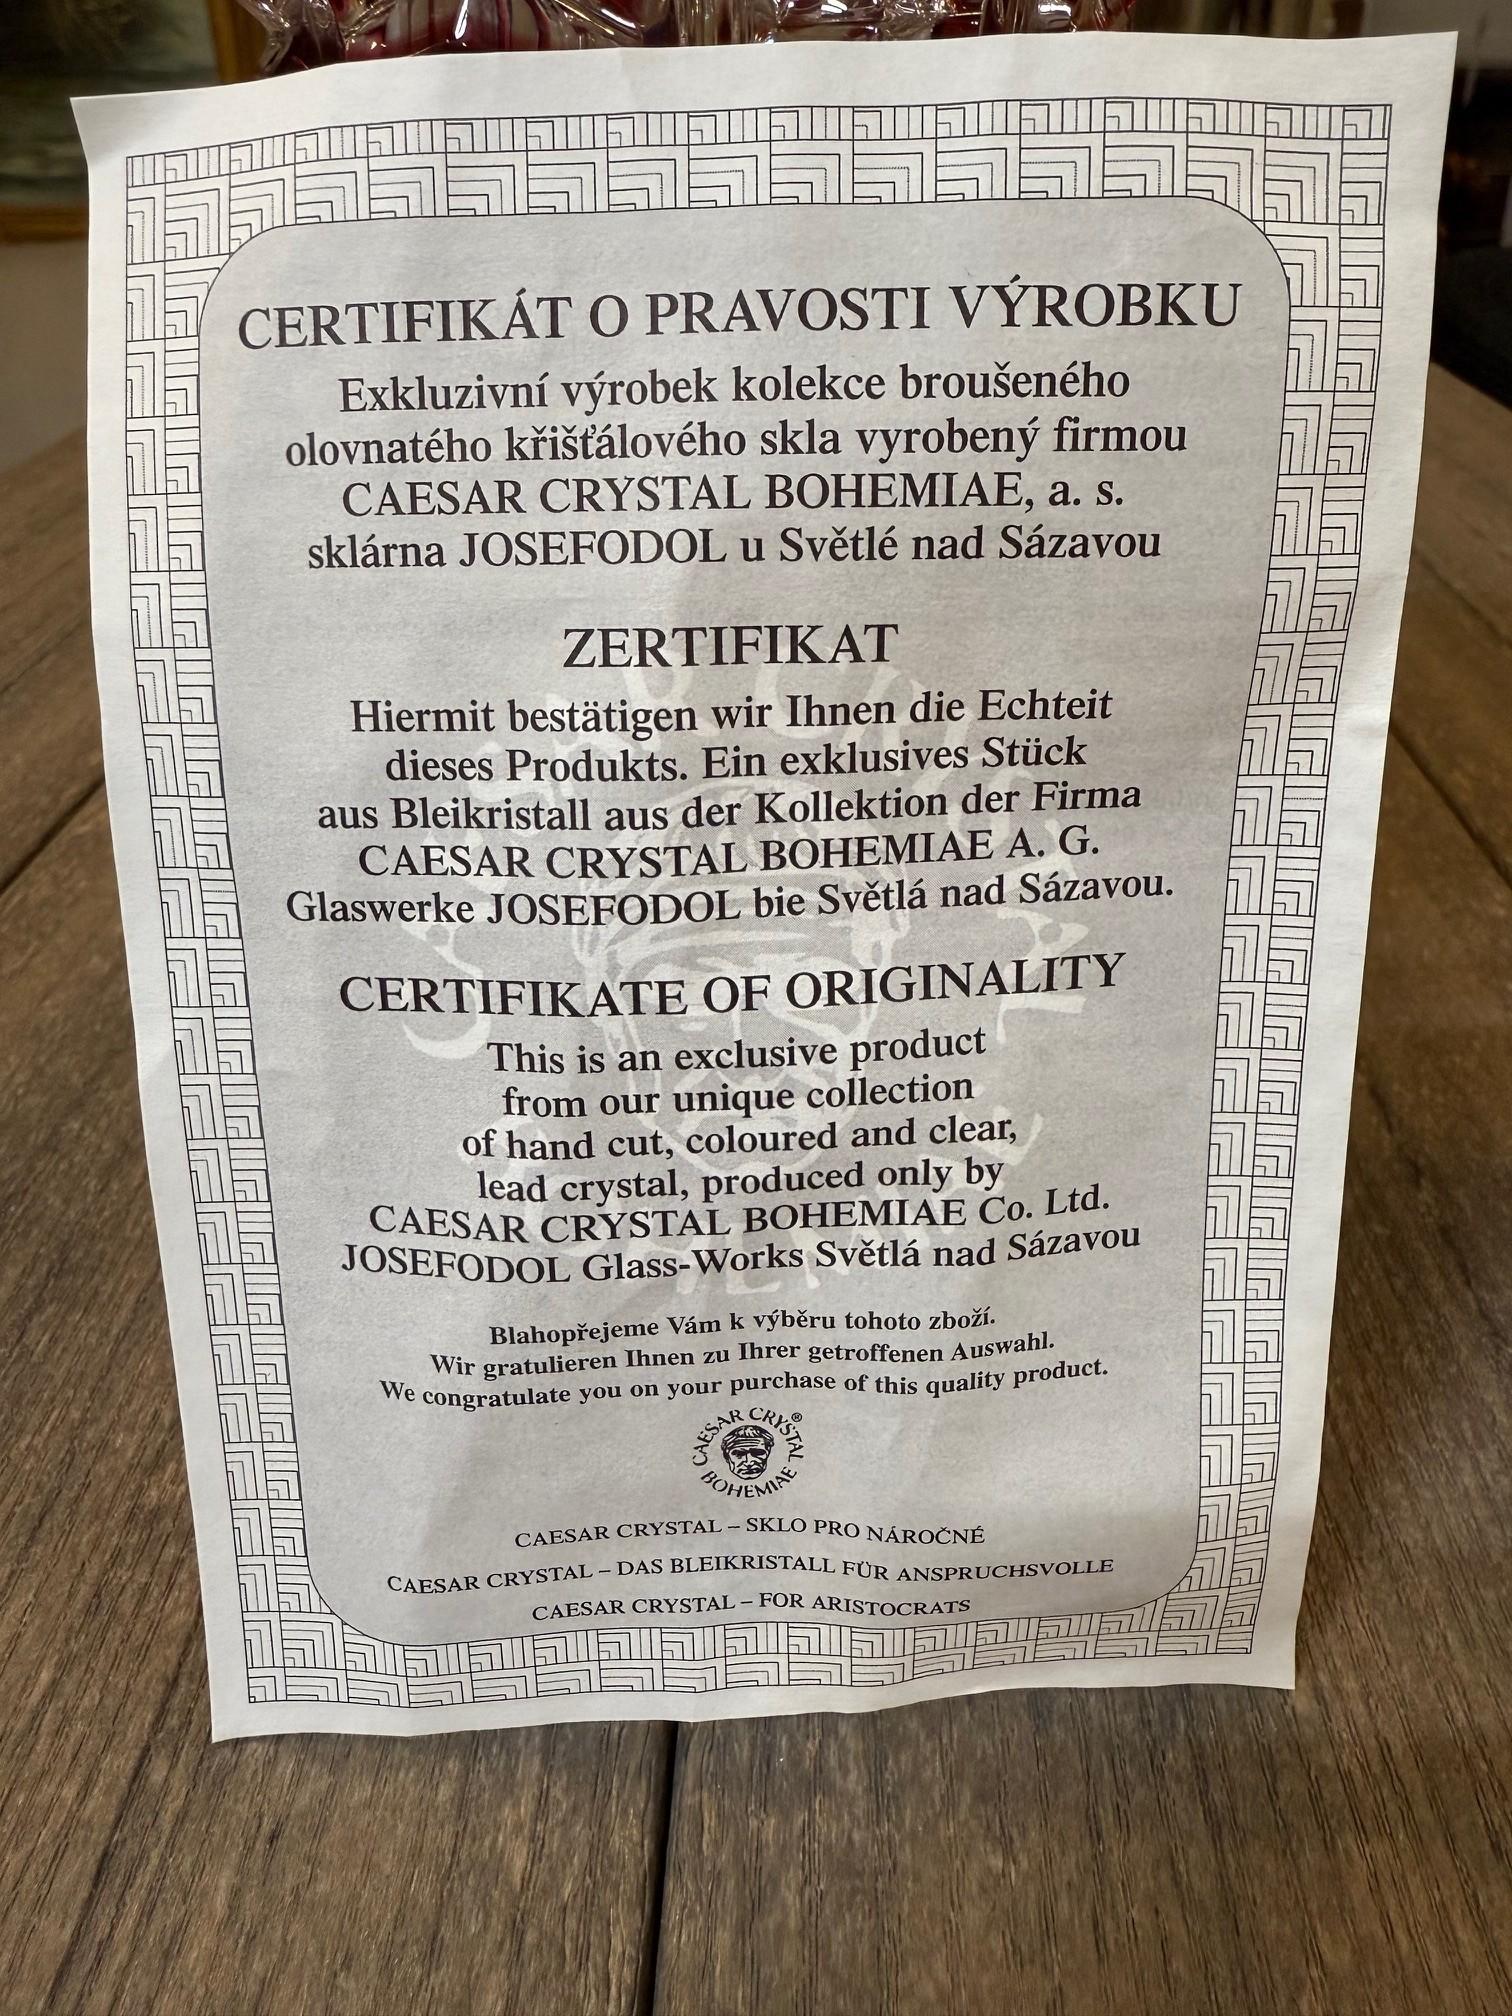 CERTIFIKÁT O PRAVOSTI VÝROBKU
Exkluzivní výrobek kolekce broušeného
olovnatého křišťálového skla vyrobený firmou
CAESAR CRYSTAL BOHEMIAE, a. s.
sklárna JOSEFODOL u Světlé nad Sázavou
ZERTIFIKAT
Hiermit bestätigen wir Ihnen die Echteit
dieses Produkts. Ein exklusives Stück
aus Bleikristall aus der Kollektion der Firma
CAESAR CRYSTAL BOHEMIAE A. G.
Glaswerke JOSEFODOL bie Světlá nad Sázavou.
CERTIFIKATE OF ORIGINALITY
This is an exclusive product
from our unique collection
of hand cut, coloured and clear,
lead crystal, produced only by
CAESAR CRYSTAL BOHEMIAE Co. Ltd.
JOSEFODOL Glass-Works Světlá nad Sázavou
Blahopřejeme Vám k výběru tohoto zboží.
Wir gratulieren Ihnen zu Ihrer getroffenen Auswahl.
We congratulate you on your purchase of this quality product.
CAESAR CRYSTAL®
BOHEMIAE
CAESAR CRYSTAL – SKLO PRO NÁROČNÉ
CAESAR CRYSTAL – DAS BLEIKRISTALL FÜR ANSPRUCHSVOLLE
CAESAR CRYSTAL – FOR ARISTOCRATS